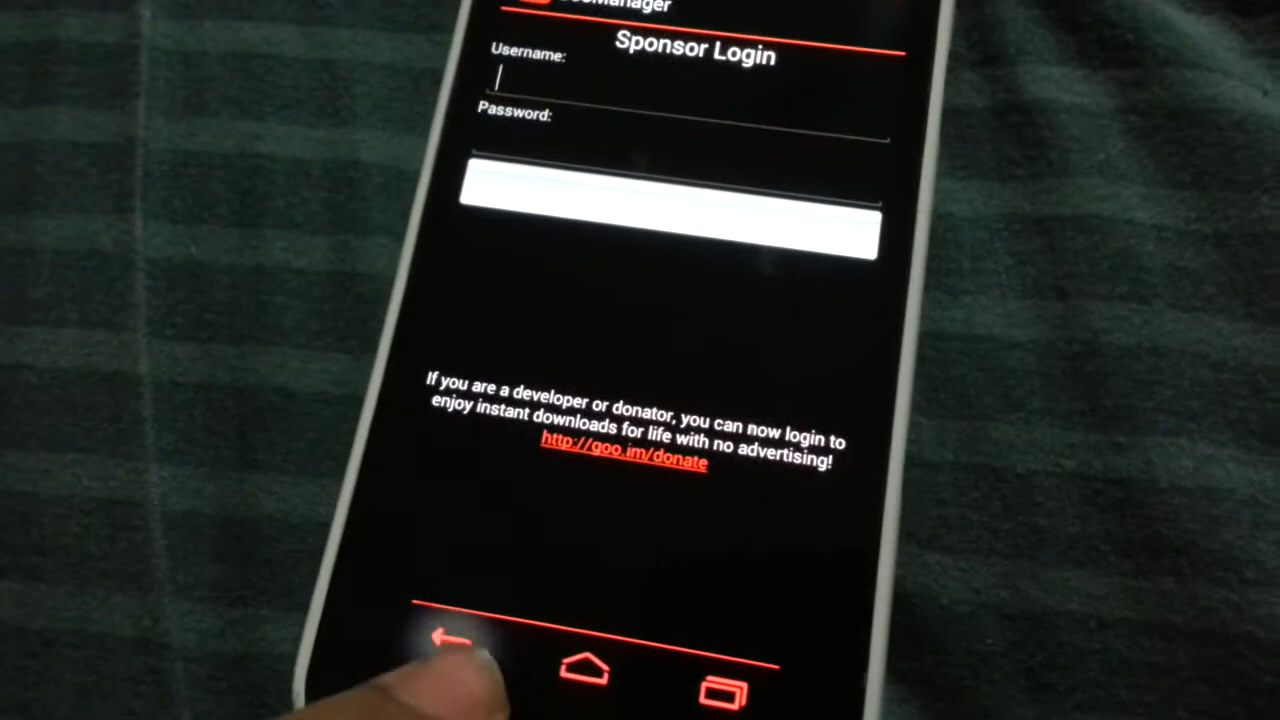 Sponsor Login
Username:
Password:
If you are a developer or donator, you can now login to
enjoy instant downloads for life with no advertising!
http://goo.im/donate